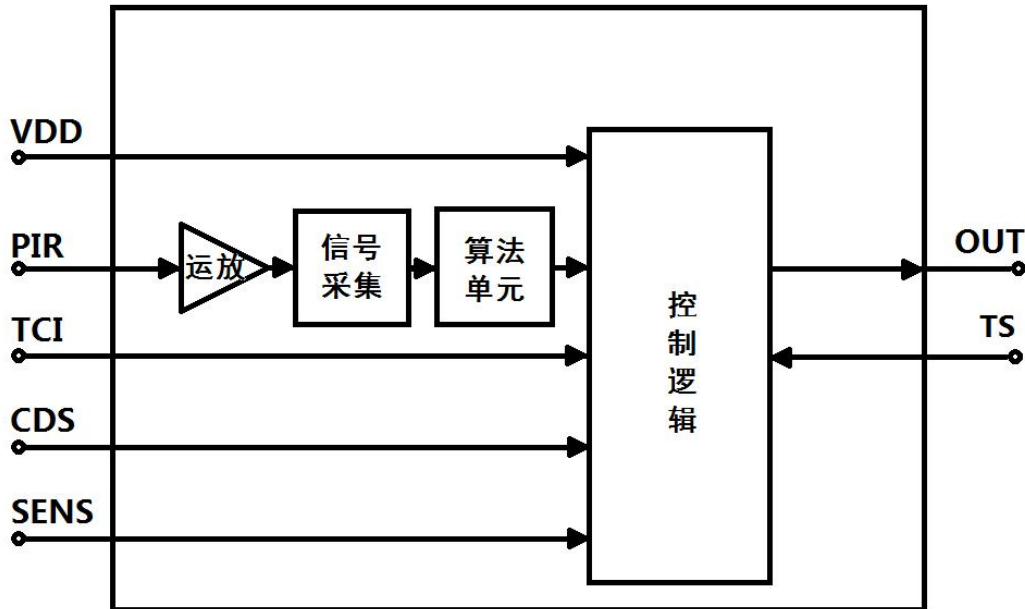 VDD
PIR
运放
信号
采集
算法
单元
控
制
逻
辑
OUT
TS
TCI
CDS
SENS